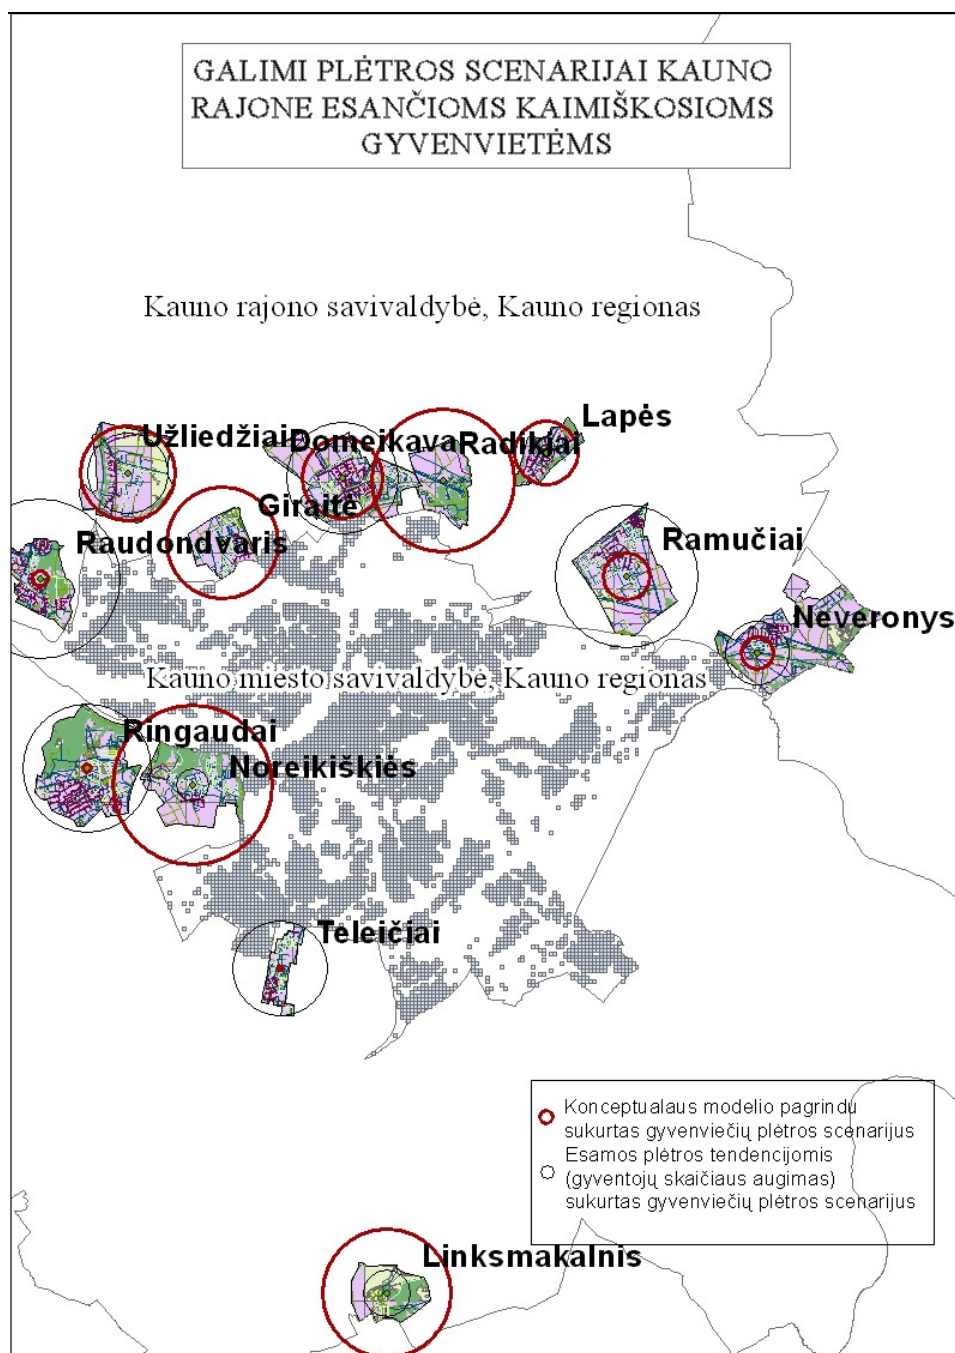 GALIMI PLĖTROS SCENARIJAI KAUNO
RAJONE ESANČIOMS KAIMIŠKOSIOMS
GYVENVIETĖMS
Kauno rajono savivaldybė, Kauno regionas
Lapės
Užliedžiai
Domeikava
Radikiai
Giraitė
Raudondvaris
Ramučiai
Neveronys
Kauno miesto savivaldybė, Kauno regionas
Ringaudai
Noreikiškiės
Teleičiai
Konceptualaus modelio pagrindu
sukurtas gyvenviečių plėtros scenarijus
Esamos plėtros tendencijomis
(gyventojų skaičiaus augimas)
sukurtas gyvenviečių plėtros scenarijus
Linksmakalnis